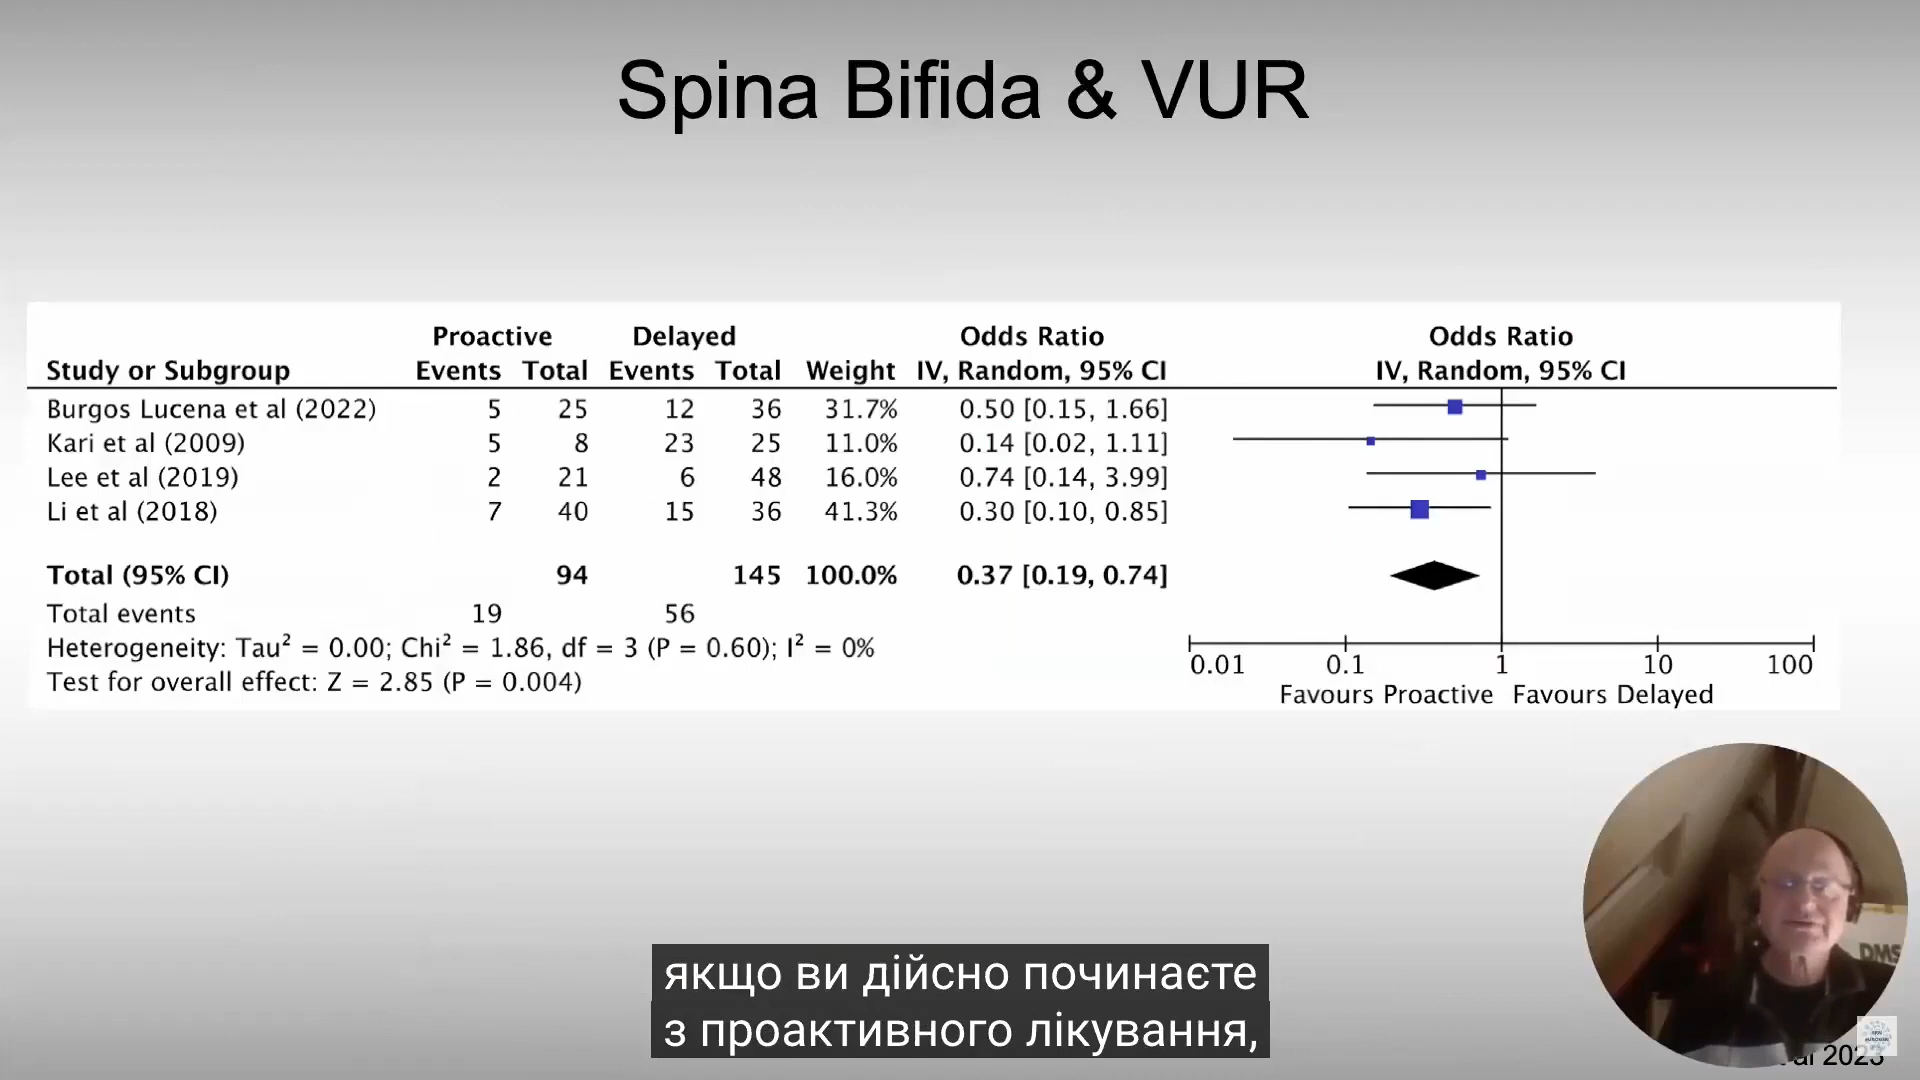 Spina Bifida & VUR
Proactive Delayed Odds Ratio Odds Ratio
Study or Subgroup Events Total Events Total Weight IV, Random, 95% CI IV, Random, 95% CI
Burgos Lucena et al (2022) 5 25 12 36 31.7% 0.50 [0.15, 1.66]
Kari et al (2009) 5 8 23 25 11.0% 0.14 [0.02, 1.11]
Lee et al (2019) 2 21 6 48 16.0% 0.74 [0.14, 3.99]
Li et al (2018) 7 40 15 36 41.3% 0.30 [0.10, 0.85]
Total (95% CI) 94 145 100.0% 0.37 [0.19, 0.74]
Total events 19 56
Heterogeneity: Tau² = 0.00; Chi² = 1.86, df = 3 (P = 0.60); I² = 0%
Test for overall effect: Z = 2.85 (P = 0.004)
0.01 0.1 1 10 100
Favours Proactive Favours Delayed
DMS
якщо ви дійсно починаєте
з проактивного лікування,
al 2023